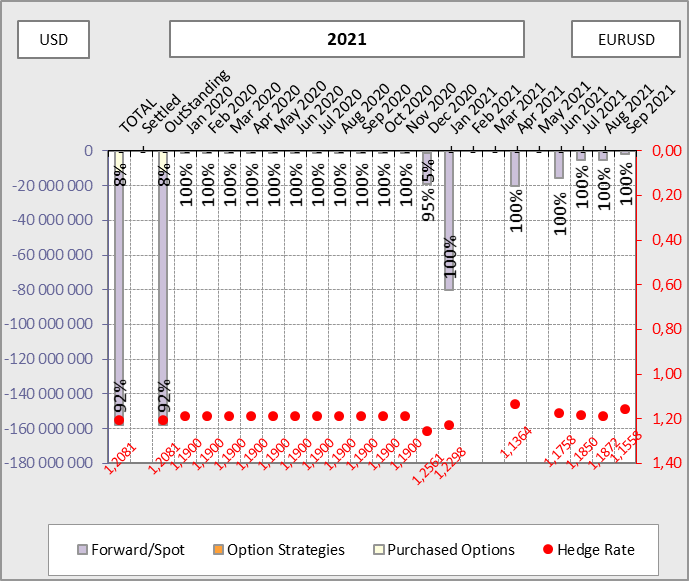 USD
2021
EURUSD
TOTAL
Settled
OutStanding
Jan 2020
Feb 2020
Mar 2020
Apr 2020
May 2020
Jun 2020
Jul 2020
Aug 2020
Sep 2020
Oct 2020
Nov 2020
Dec 2020
Jan 2021
Feb 2021
Mar 2021
Apr 2021
May 2021
Jun 2021
Jul 2021
Aug 2021
Sep 2021
0
-20 000 000
-40 000 000
-60 000 000
-80 000 000
-100 000 000
-120 000 000
-140 000 000
-160 000 000
-180 000 000
0,00
0,20
0,40
0,60
0,80
1,00
1,20
1,40
8%
8%
100%
100%
100%
100%
100%
100%
100%
100%
100%
100%
100%
95% 5%
100%
100%
100%
100%
100%
100%
92%
92%
1,2081
1,2081
1,1900
1,1900
1,1900
1,1900
1,1900
1,1900
1,1900
1,1900
1,1900
1,1900
1,1900
1,2561
1,2298
1,1364
1,1758
1,1850
1,1872
1,1558
Forward/Spot
Option Strategies
Purchased Options
Hedge Rate